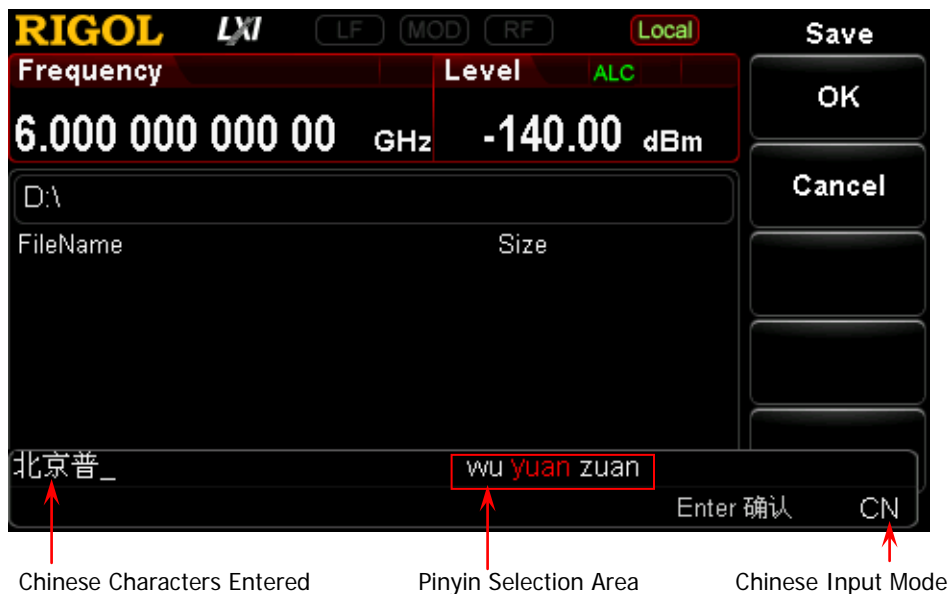 RIGOL LXI LF MOD RF Local Save
Frequency Level ALC
OK
6.000 000 000 00 GHz -140.00 dBm
Cancel
D:\
FileName Size
北京普_ wu yuan zuan
Enter 确认 CN
Chinese Characters Entered Pinyin Selection Area Chinese Input Mode